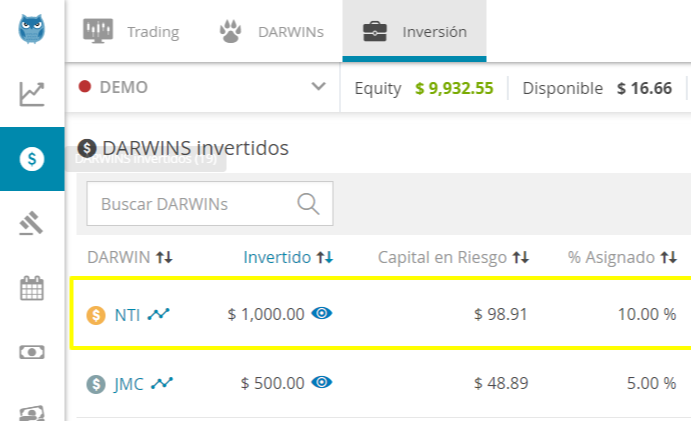 Trading DARWINs Inversión
DEMO Equity $ 9,932.55 Disponible $ 16.66
DARWINS invertidos
DARWINS invertidos (19)
Buscar DARWINs
DARWIN Invertido Capital en Riesgo % Asignado
NTI $ 1,000.00 $ 98.91 10.00 %
JMC $ 500.00 $ 48.89 5.00 %